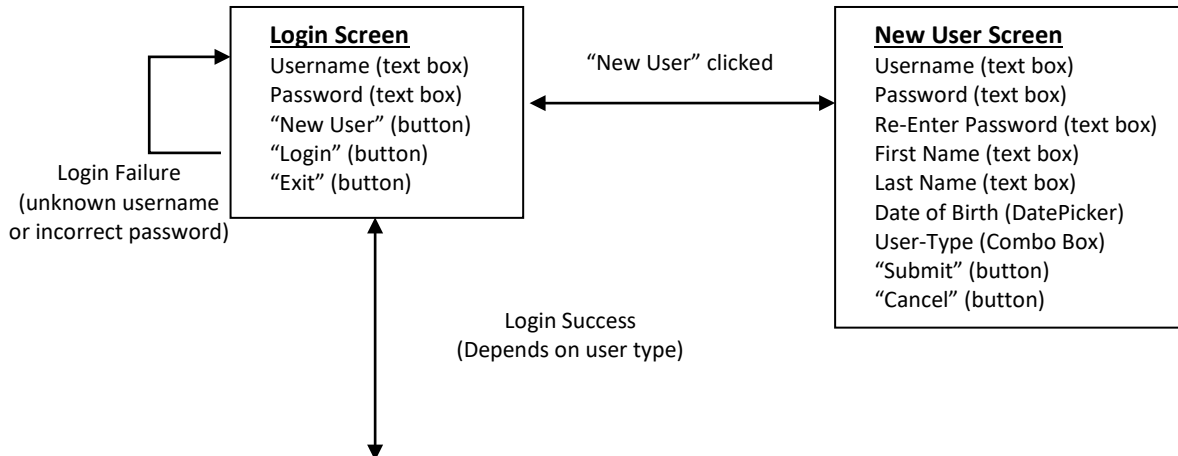 Login Screen
Username (text box)
Password (text box)
“New User” (button)
“Login” (button)
“Exit” (button)
“New User” clicked
New User Screen
Username (text box)
Password (text box)
Re-Enter Password (text box)
First Name (text box)
Last Name (text box)
Date of Birth (DatePicker)
User-Type (Combo Box)
“Submit” (button)
“Cancel” (button)
Login Failure
(unknown username
or incorrect password)
Login Success
(Depends on user type)